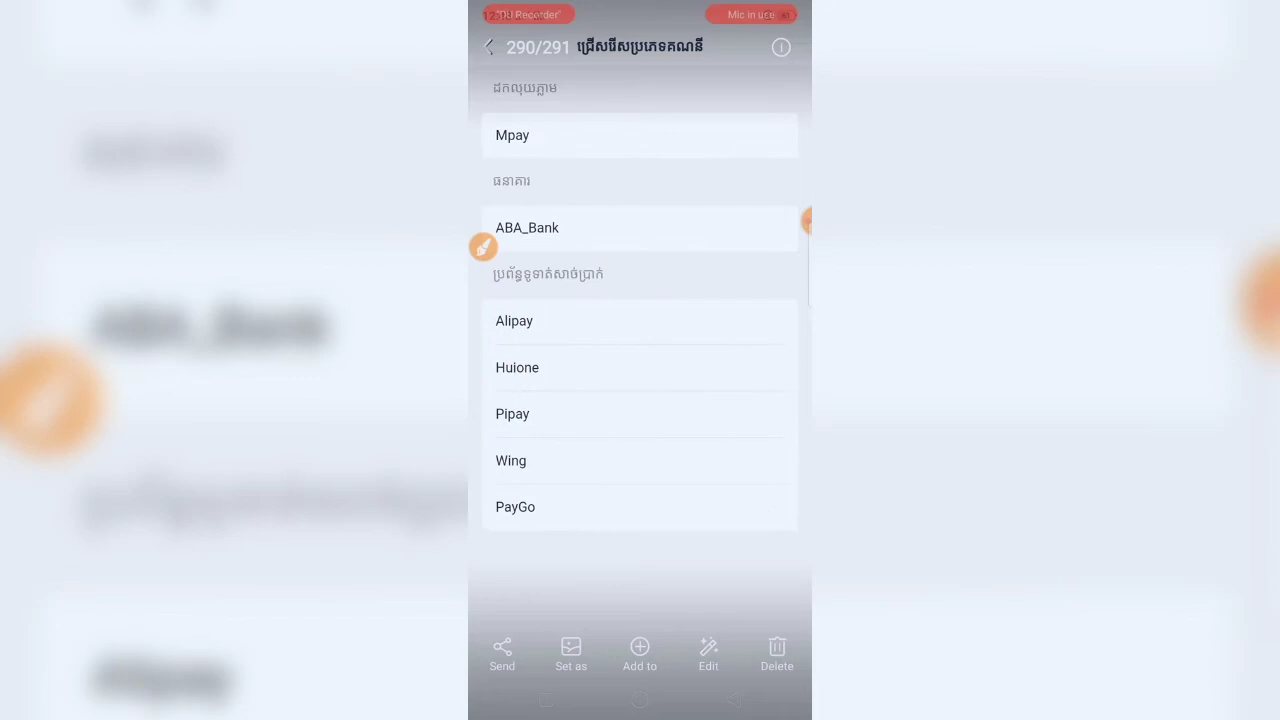 "DU Recorder"
Mic in use
290/291 ជ្រើសរើសប្រភេទគណនី
ដកលុយភ្លាម
Mpay
ធនាគារ
ABA_Bank
ប្រព័ន្ធទូទាត់សាច់ប្រាក់
Alipay
Huione
Pipay
Wing
PayGo
Send
Set as
Add to
Edit
Delete